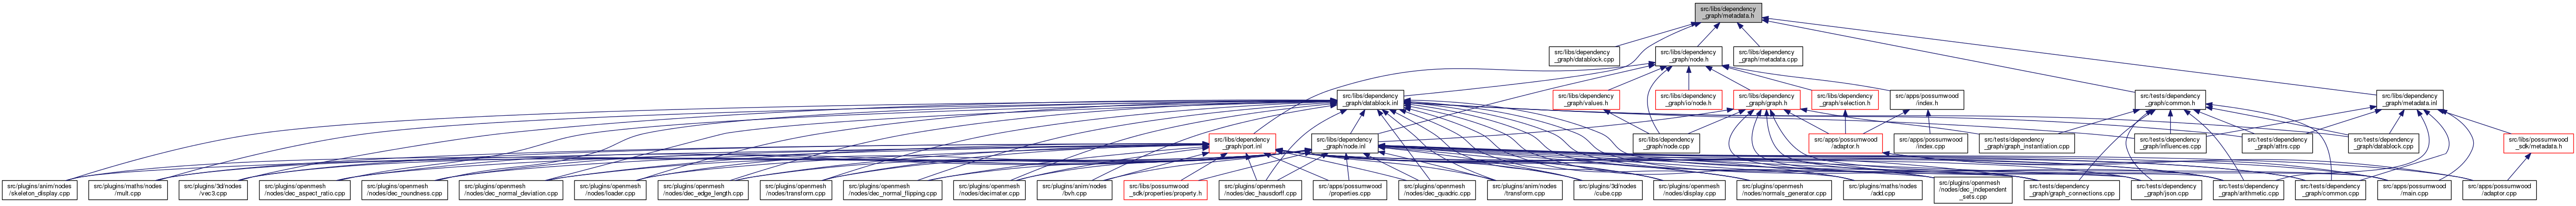 src/libs/dependency
_graph/metadata.h
src/libs/dependency
_graph/datablock.cpp
src/libs/dependency
_graph/node.h
src/libs/dependency
_graph/metadata.cpp
src/libs/dependency
_graph/datablock.inl
src/libs/dependency
_graph/values.h
src/libs/dependency
_graph/io/node.h
src/libs/dependency
_graph/graph.h
src/libs/dependency
_graph/selection.h
src/apps/possumwood
/index.h
src/tests/dependency
_graph/common.h
src/libs/dependency
_graph/metadata.inl
src/libs/dependency
_graph/port.inl
src/libs/dependency
_graph/node.inl
src/libs/dependency
_graph/node.cpp
src/apps/possumwood
/adaptor.h
src/apps/possumwood
/index.cpp
src/tests/dependency
_graph/graph_instantiation.cpp
src/tests/dependency
_graph/influences.cpp
src/tests/dependency
_graph/attrs.cpp
src/tests/dependency
_graph/datablock.cpp
src/libs/possumwood
_sdk/metadata.h
src/plugins/anim/nodes
/skeleton_display.cpp
src/plugins/maths/nodes
/mult.cpp
src/plugins/3d/nodes
/vec3.cpp
src/plugins/openmesh
/nodes/dec_aspect_ratio.cpp
src/plugins/openmesh
/nodes/dec_roundness.cpp
src/plugins/openmesh
/nodes/dec_normal_deviation.cpp
src/plugins/openmesh
/nodes/loader.cpp
src/plugins/openmesh
/nodes/dec_edge_length.cpp
src/plugins/openmesh
/nodes/transform.cpp
src/plugins/openmesh
/nodes/dec_normal_flipping.cpp
src/plugins/openmesh
/nodes/decimater.cpp
src/plugins/anim/nodes
/bvh.cpp
src/libs/possumwood
_sdk/properties/property.h
src/plugins/openmesh
/nodes/dec_hausdorff.cpp
src/apps/possumwood
/properties.cpp
src/plugins/openmesh
/nodes/dec_quadric.cpp
src/plugins/anim/nodes
/transform.cpp
src/plugins/3d/nodes
/cube.cpp
src/plugins/openmesh
/nodes/display.cpp
src/plugins/openmesh
/nodes/normals_generator.cpp
src/plugins/maths/nodes
/add.cpp
src/plugins/openmesh
/nodes/dec_independent
_sets.cpp
src/tests/dependency
_graph/graph_connections.cpp
src/tests/dependency
_graph/json.cpp
src/tests/dependency
_graph/arithmetic.cpp
src/tests/dependency
_graph/common.cpp
src/apps/possumwood
/main.cpp
src/apps/possumwood
/adaptor.cpp